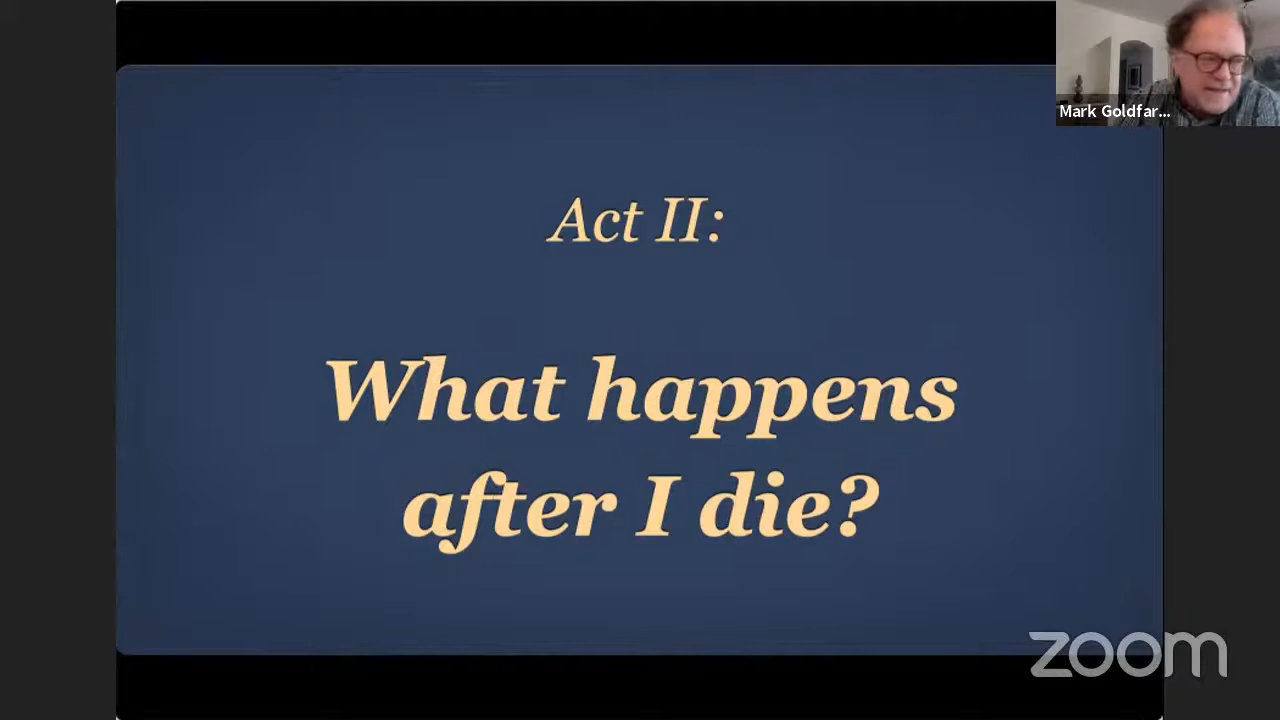 Mark Goldfar...
Act II:
What happens
after I die?
zoom